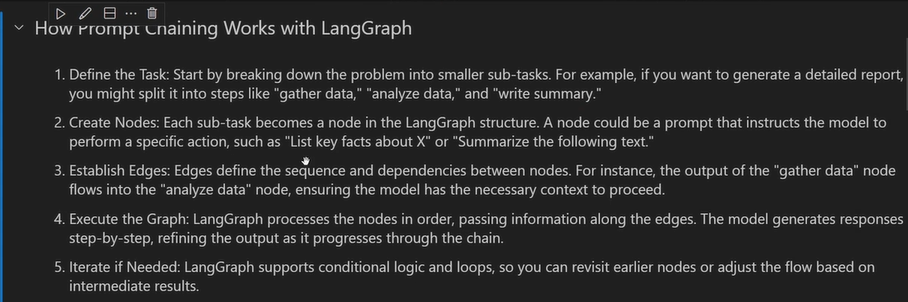 How Prompt Chaining Works with LangGraph
1. Define the Task: Start by breaking down the problem into smaller sub-tasks. For example, if you want to generate a detailed report,
you might split it into steps like "gather data," "analyze data," and "write summary."
2. Create Nodes: Each sub-task becomes a node in the LangGraph structure. A node could be a prompt that instructs the model to
perform a specific action, such as "List key facts about X" or "Summarize the following text."
3. Establish Edges: Edges define the sequence and dependencies between nodes. For instance, the output of the "gather data" node
flows into the "analyze data" node, ensuring the model has the necessary context to proceed.
4. Execute the Graph: LangGraph processes the nodes in order, passing information along the edges. The model generates responses
step-by-step, refining the output as it progresses through the chain.
5. Iterate if Needed: LangGraph supports conditional logic and loops, so you can revisit earlier nodes or adjust the flow based on
intermediate results.